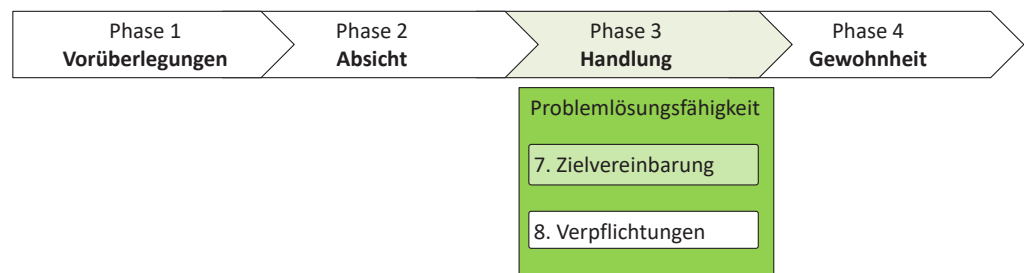 Phase 1
Vorüberlegungen
Phase 2
Absicht
Phase 3
Handlung
Phase 4
Gewohnheit
Problemlösungsfähigkeit
7. Zielvereinbarung
8. Verpflichtungen